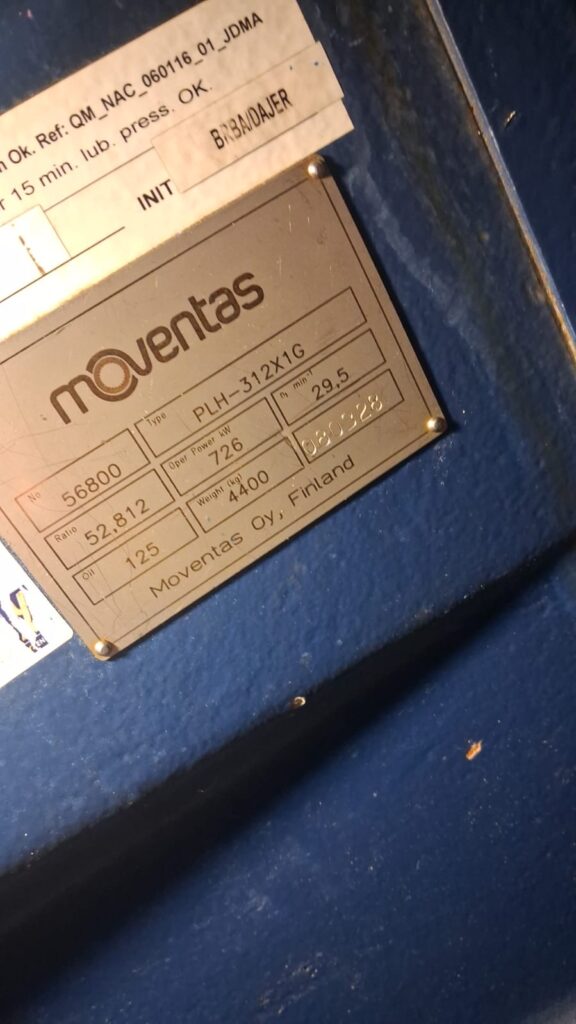 Ok. Ref: QM_NAC_060116_01_JDMA
15 min. lub. press. OK.
BRBA/DAJER
INIT
moventas
Type PLH-312X1G
No 56800
Oper Power kW 726
n₁ min⁻¹ 29,5
Ratio 52,812
Weight (kg) 4400
080328
Oil 125
Moventas Oy, Finland